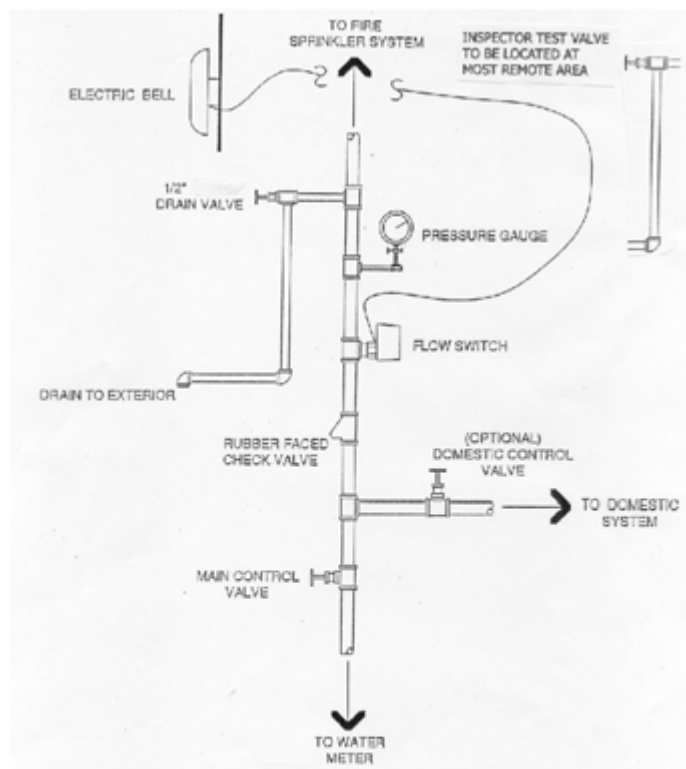 TO FIRE
SPRINKLER SYSTEM
INSPECTOR TEST VALVE
TO BE LOCATED AT
MOST REMOTE AREA
ELECTRIC BELL
1/2"
DRAIN VALVE
PRESSURE GAUGE
FLOW SWITCH
DRAIN TO EXTERIOR
RUBBER FACED
CHECK VALVE
(OPTIONAL)
DOMESTIC CONTROL
VALVE
TO DOMESTIC
SYSTEM
MAIN CONTROL
VALVE
TO WATER
METER